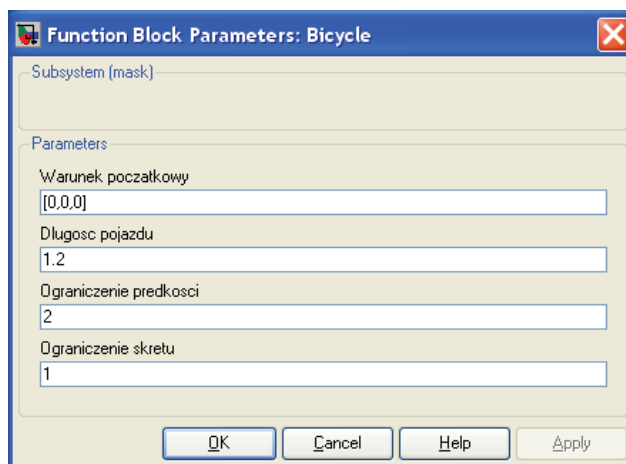 Function Block Parameters: Bicycle
Subsystem (mask)
Parameters
Warunek początkowy
[0,0,0]
Dlugosc pojazdu
1.2
Ograniczenie predkosci
2
Ograniczenie skretu
1
OK Cancel Help Apply